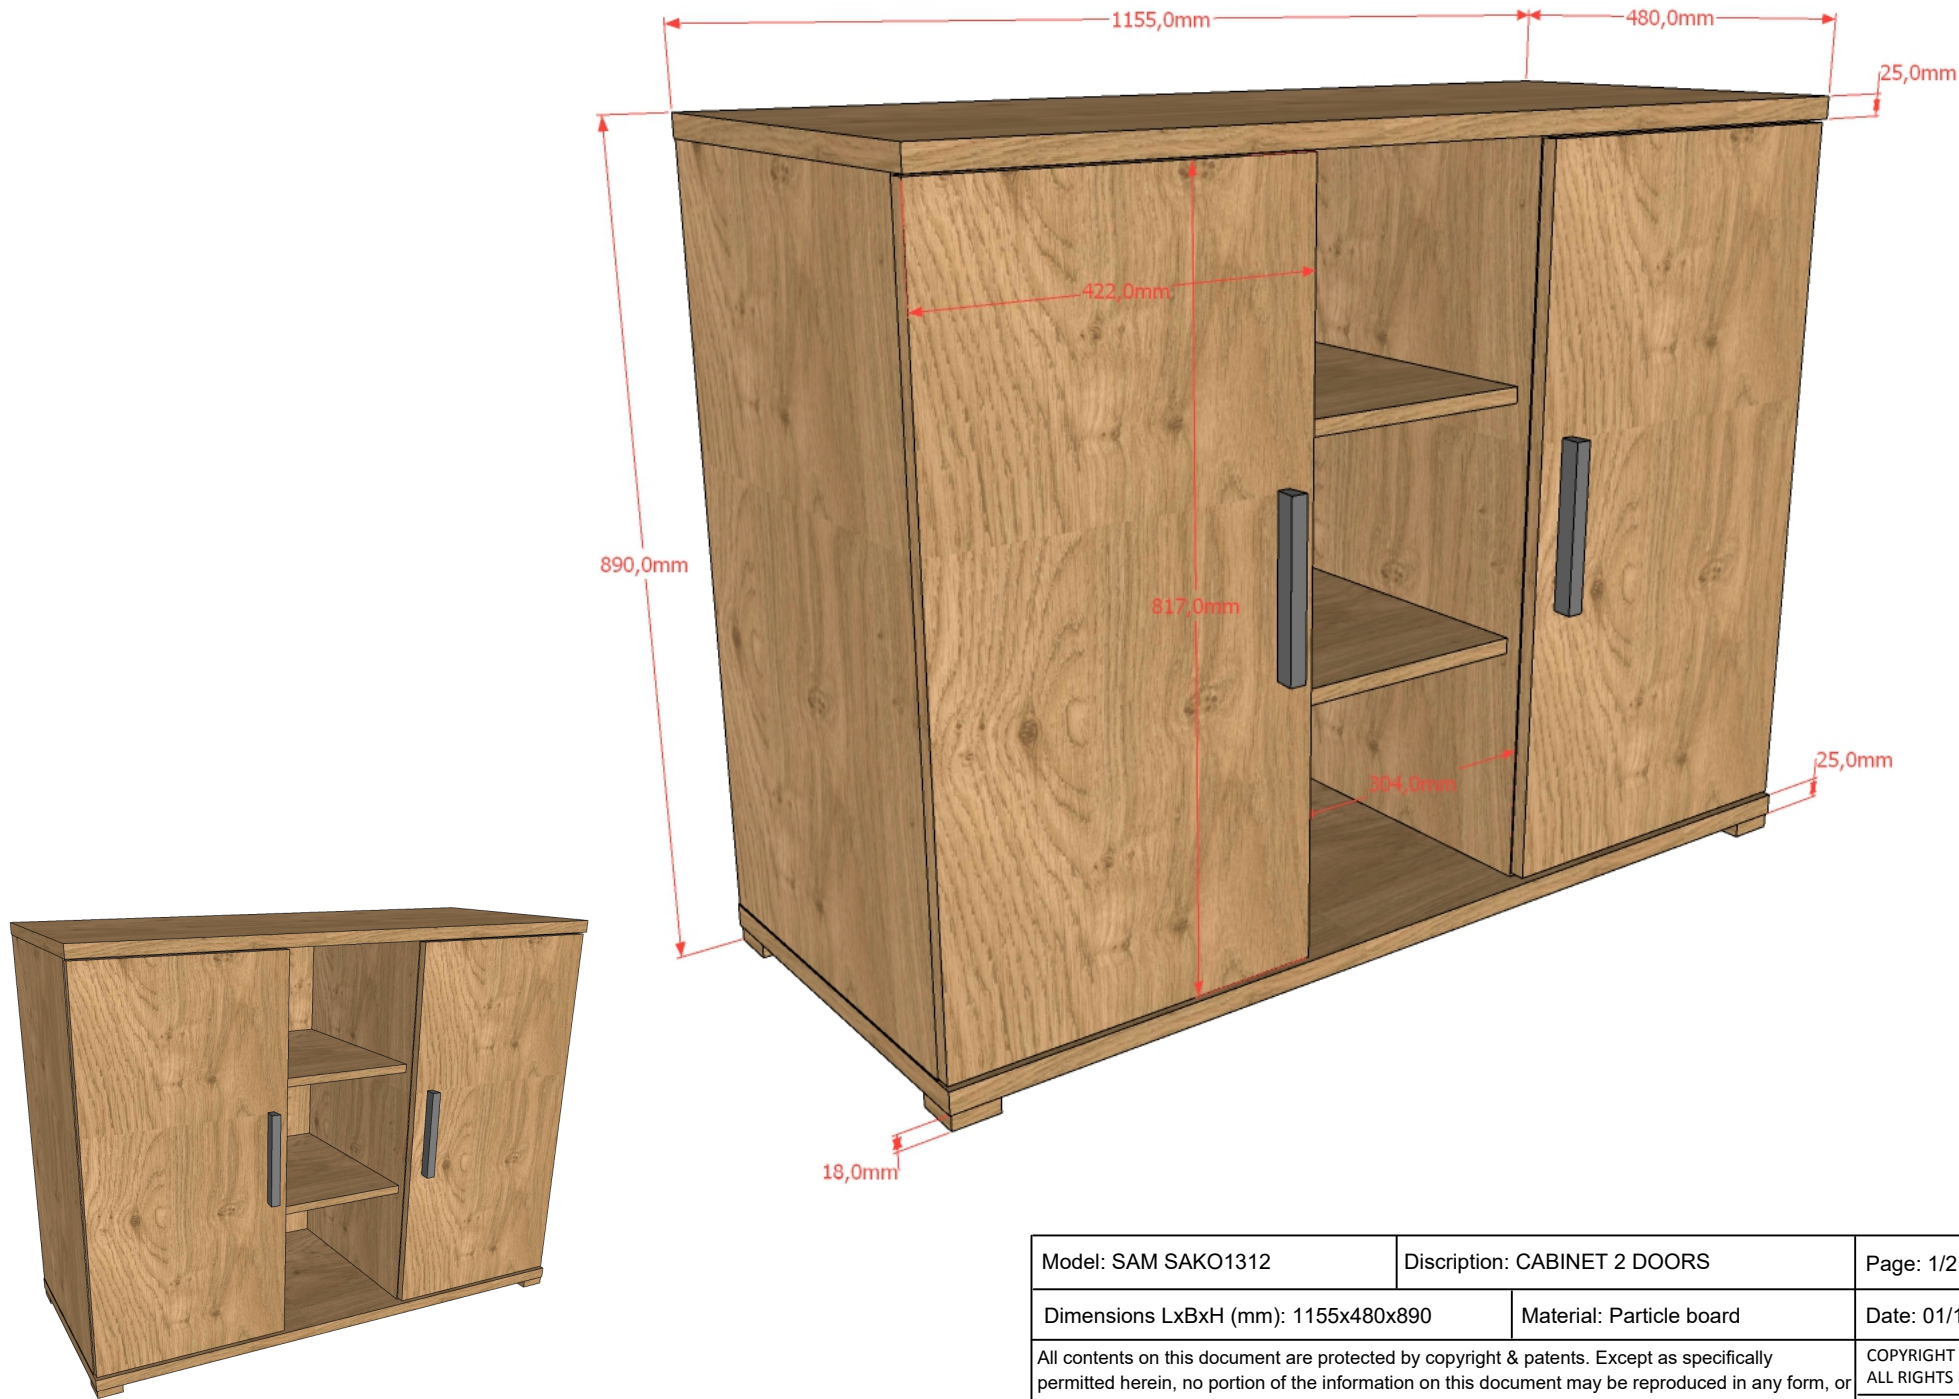 1155,0mm
480,0mm
25,0mm
422,0mm
890,0mm
817,0mm
304,0mm
25,0mm
18,0mm
Model: SAM SAKO1312
Discription: CABINET 2 DOORS
Page: 1/2
Dimensions LxBxH (mm): 1155x480x890
Material: Particle board
Date: 01/1
All contents on this document are protected by copyright & patents. Except as specifically
permitted herein, no portion of the information on this document may be reproduced in any form, or
COPYRIGHT
ALL RIGHTS